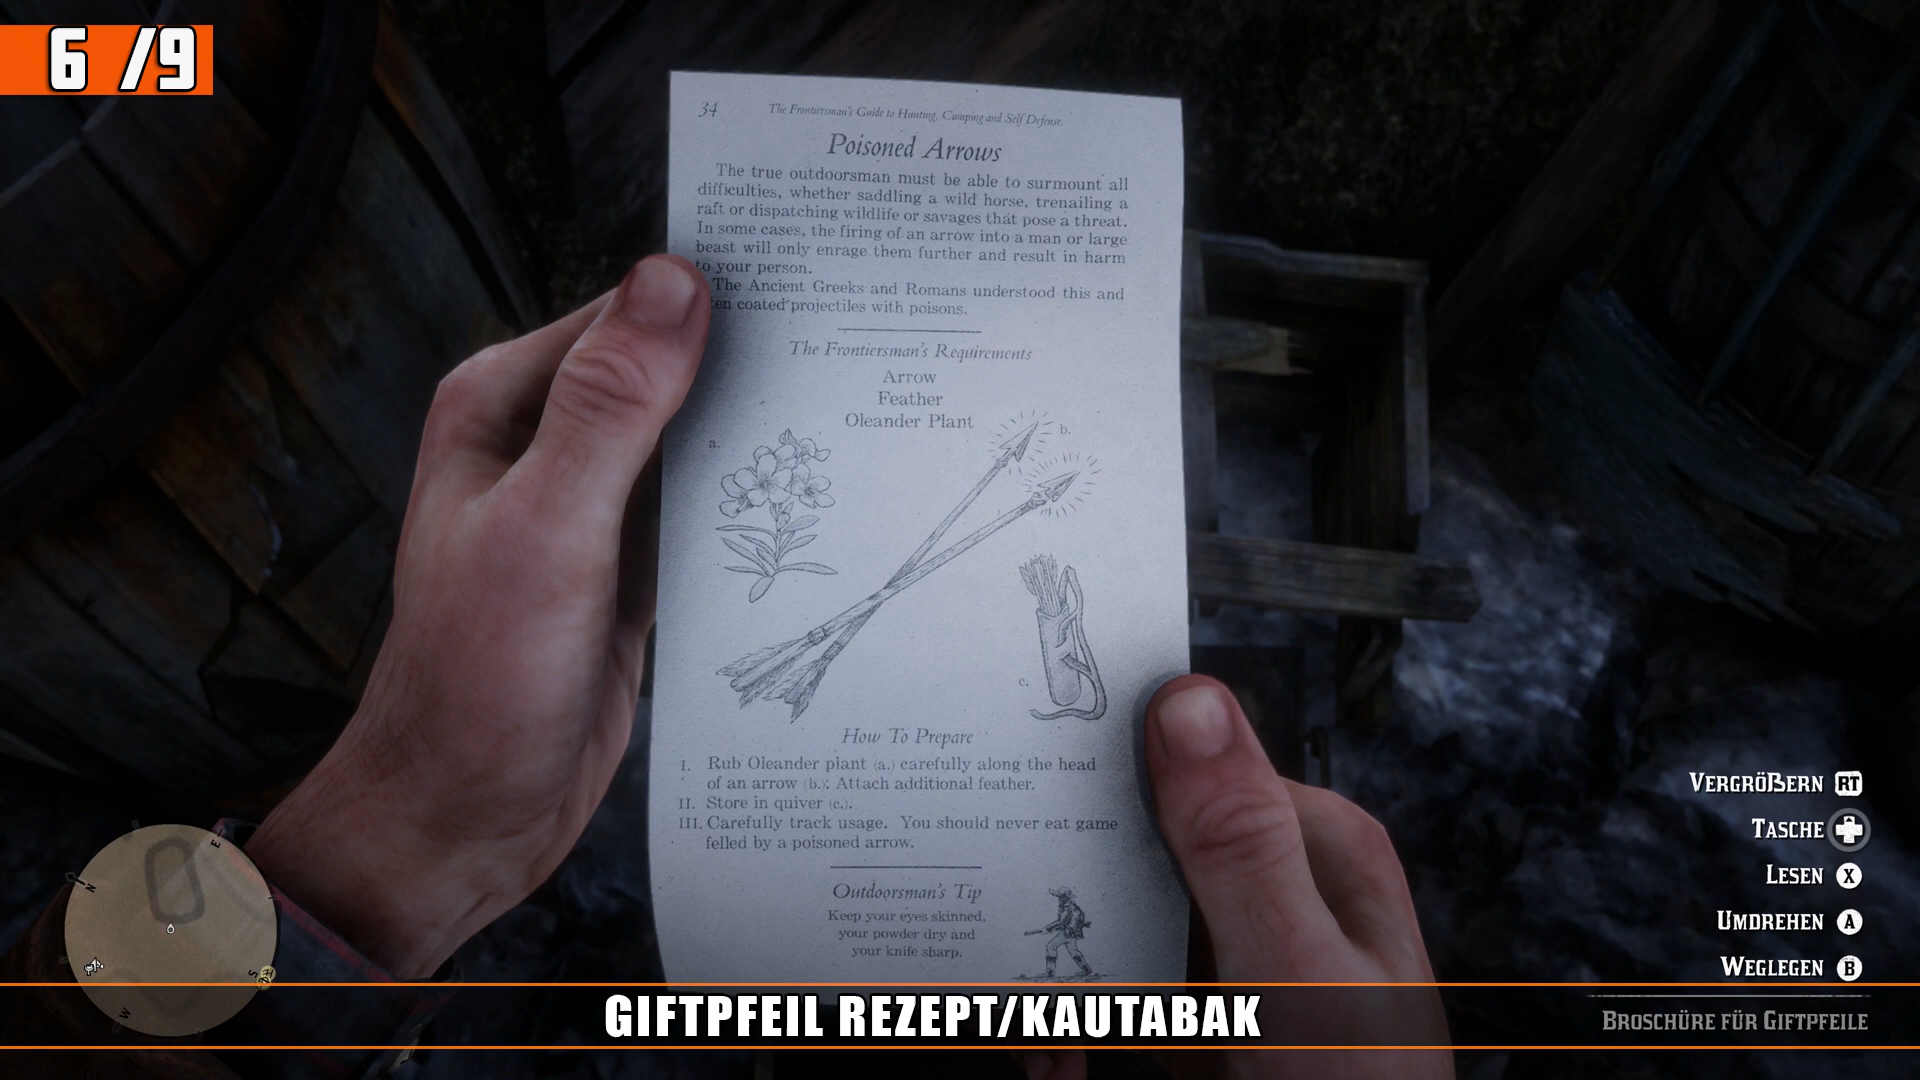 6 /9
34
The Frontiersman's Guide to Hunting, Camping and Self Defense.
Poisoned Arrows
The true outdoorsman must be able to surmount all
difficulties, whether saddling a wild horse, trenailing a
raft or dispatching wildlife or savages that pose a threat.
In some cases, the firing of an arrow into a man or large
beast will only enrage them further and result in harm
to your person.
The Ancient Greeks and Romans understood this and
coated projectiles with poisons.
The Frontiersman's Requirements
Arrow
Feather
Oleander Plant
a.
b.
c.
How To Prepare
I. Rub Oleander plant (a.) carefully along the head
of an arrow (b.). Attach additional feather.
II. Store in quiver (c.).
III. Carefully track usage. You should never eat game
felled by a poisoned arrow.
Outdoorsman's Tip
Keep your eyes skinned,
your powder dry and
your knife sharp.
VERGRÖẞERN RT
TASCHE
LESEN X
UMDREHEN A
WEGLEGEN B
BROSCHÜRE FÜR GIFTPFEILE
N
E
S
W
GIFTPFEIL REZEPT/KAUTABAK